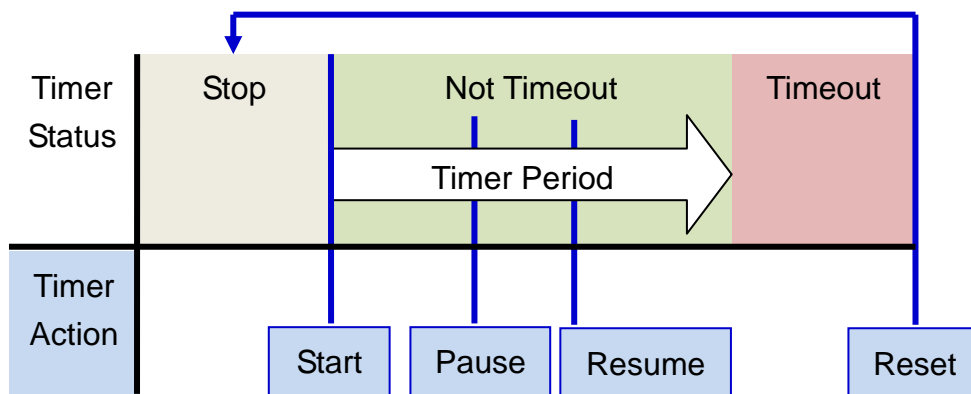 Timer
Status
Stop
Not Timeout
Timeout
Timer Period
Timer
Action
Start
Pause
Resume
Reset